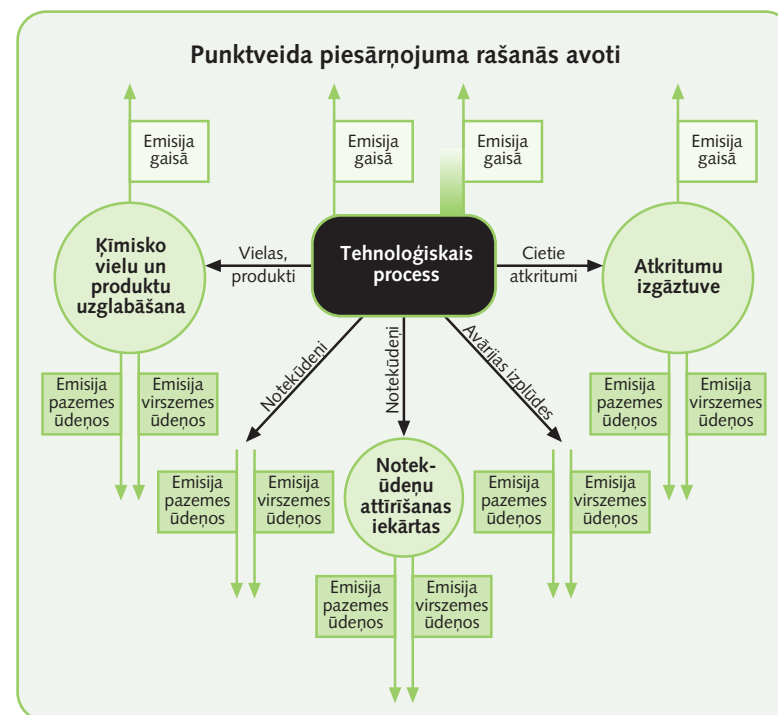 Punktveida piesārņojuma rašanās avoti
Emisija
gaisā
Emisija
gaisā
Emisija
gaisā
Emisija
gaisā
Ķīmisko
vielu un
produktu
uzglabāšana
Vielas,
produkti
Tehnoloģiskais
process
Cietie
atkritumi
Atkritumu
izgāztuve
Notekūdeņi
Notekūdeņi
Avārijas izplūdes
Emisija
pazemes
ūdeņos
Emisija
virszemes
ūdeņos
Emisija
pazemes
ūdeņos
Emisija
virszemes
ūdeņos
Emisija
pazemes
ūdeņos
Emisija
virszemes
ūdeņos
Notek-
ūdeņu
attīrīšanas
iekārtas
Emisija
pazemes
ūdeņos
Emisija
virszemes
ūdeņos
Emisija
pazemes
ūdeņos
Emisija
virszemes
ūdeņos